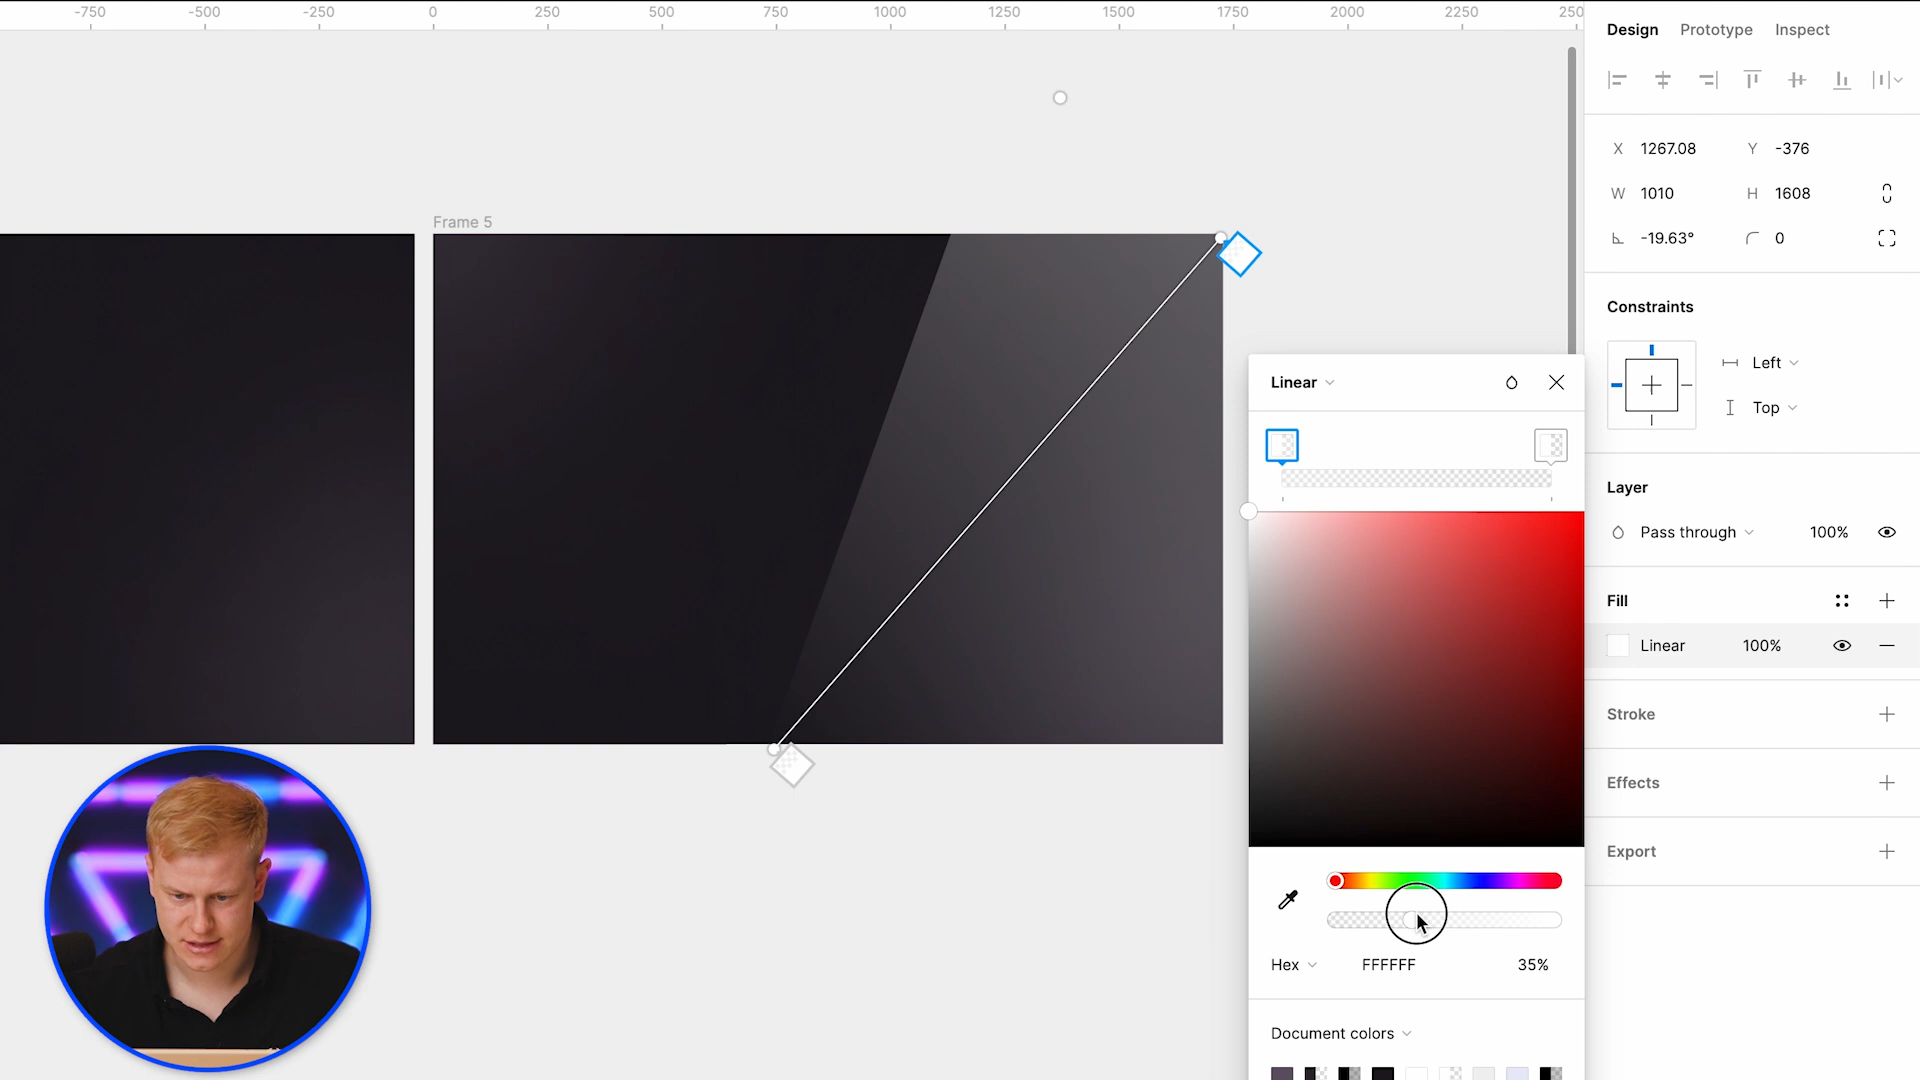 -750
-500
-250
0
250
500
750
1000
1250
1500
1750
2000
2250
250
Design
Prototype
Inspect
X 1267.08
Y -376
W 1010
H 1608
-19.63°
0
Constraints
Left
Top
Layer
Pass through
100%
Fill
Linear
100%
Stroke
Effects
Export
Frame 5
Linear
Hex
FFFFFF
35%
Document colors